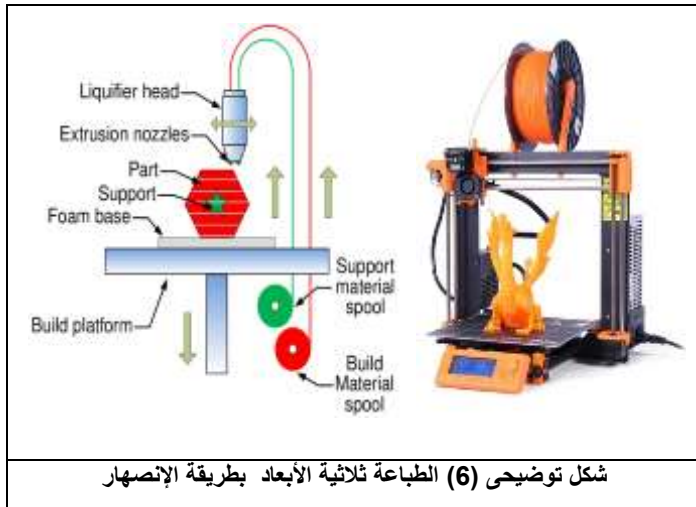 Liquifier head
Extrusion nozzles
Part
Support
Foam base
Build platform
Support
material
spool
Build
Material
spool
شكل توضيحى (6) الطباعة ثلاثية الأبعاد بطريقة الإنصهار